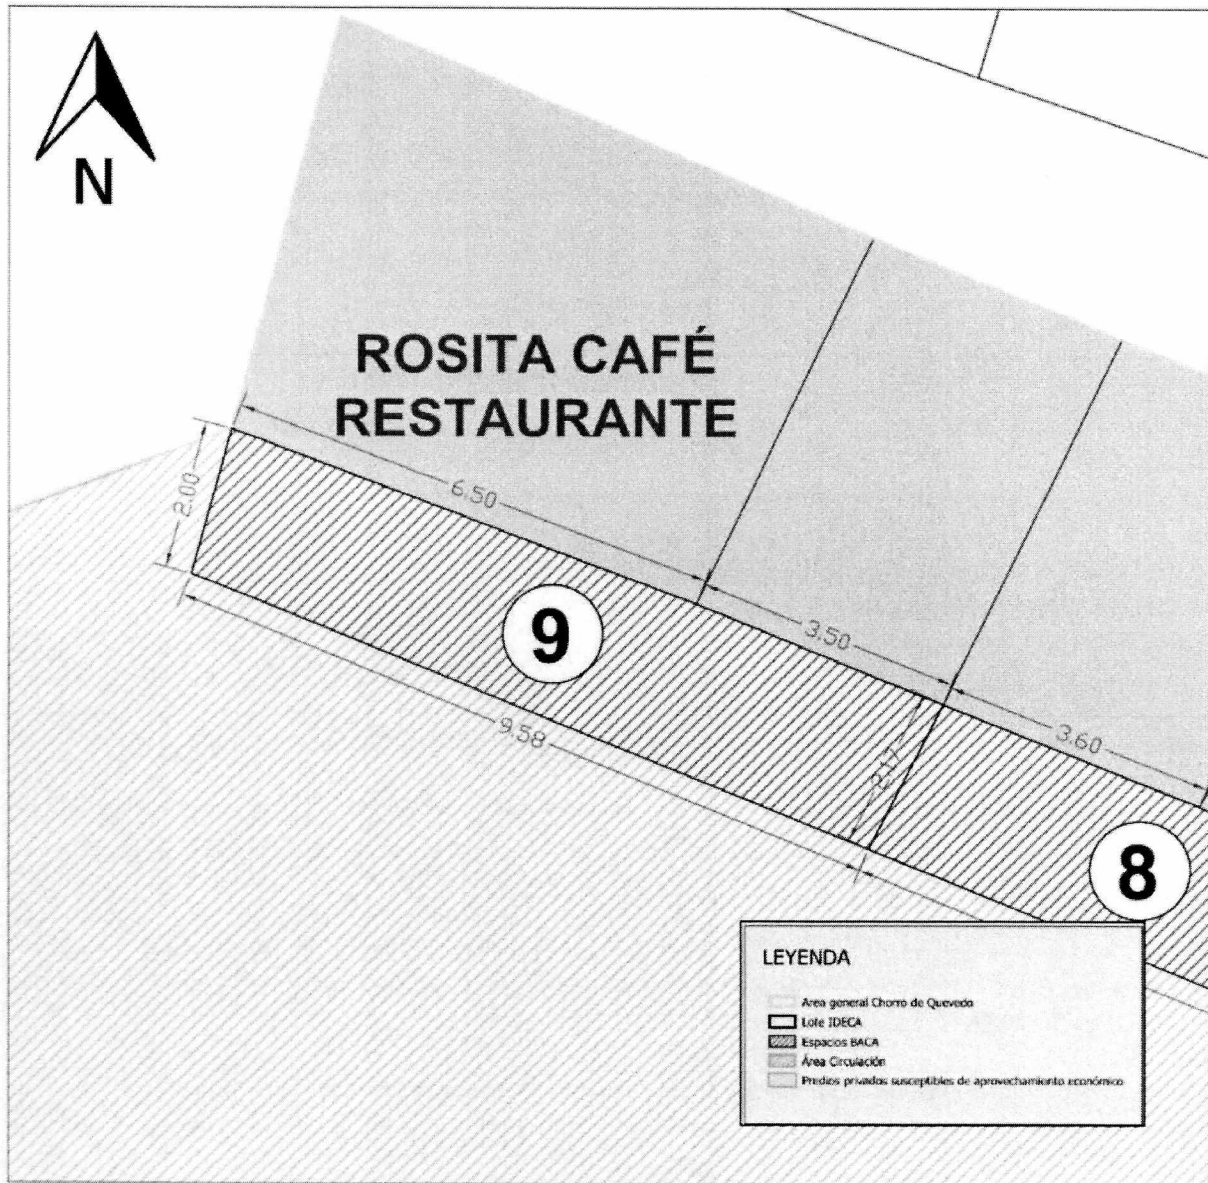 N
ROSITA CAFÉ
RESTAURANTE
2.00
6.50
9
3.50
9.58
2.17
3.60
8
LEYENDA
Area general Chorro de Quevedo
Lote IDECA
Espacios BACA
Área Circulación
Predios privados susceptibles de aprovechamiento económico